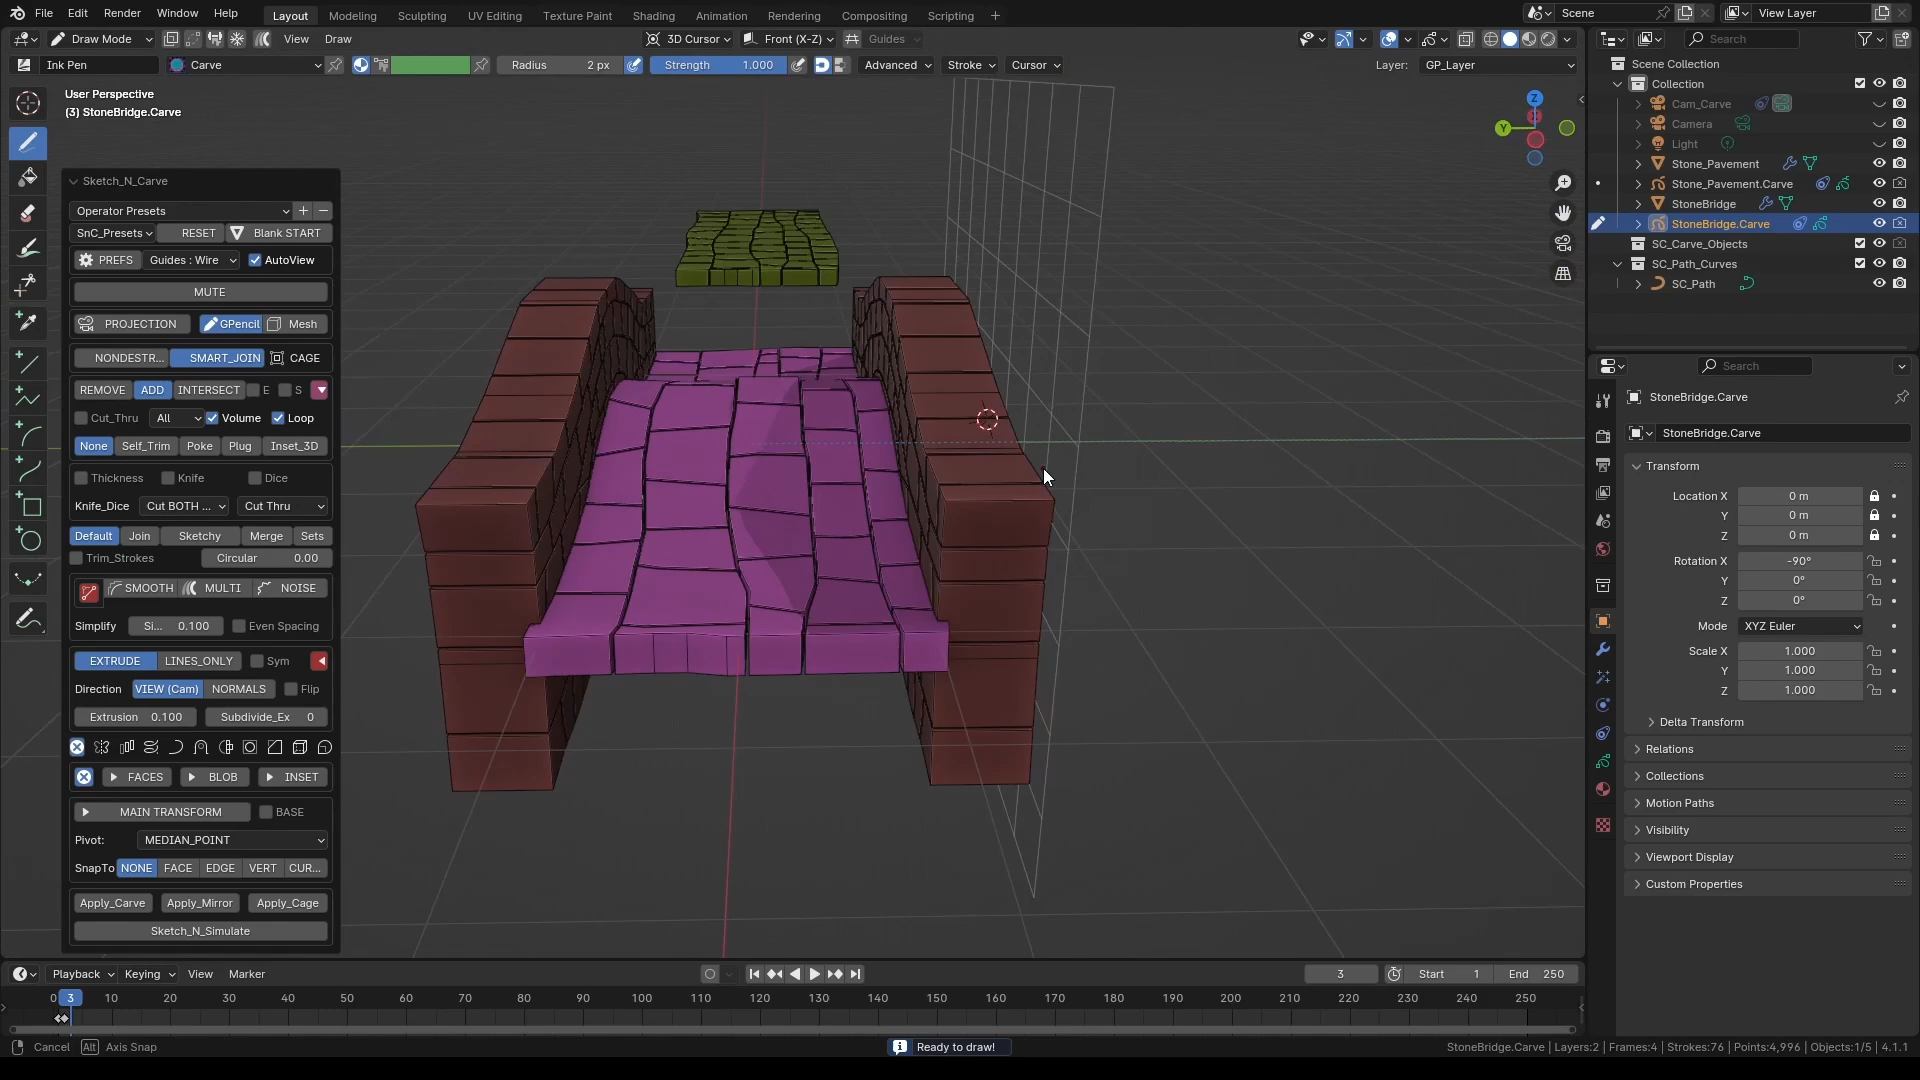 File Edit Render Window Help Layout Modeling Sculpting UV Editing Texture Paint Shading Animation Rendering Compositing Scripting + Scene View Layer
Draw Mode View Draw 3D Cursor Front (X-Z) Guides Search
Ink Pen Carve Radius 2 px Strength 1.000 Advanced Stroke Cursor Layer: GP_Layer
User Perspective
(3) StoneBridge.Carve
Z
Y
Sketch_N_Carve
Operator Presets + −
SnC_Presets RESET Blank START
PREFS Guides : Wire AutoView
MUTE
PROJECTION GPencil Mesh
NONDESTR... SMART_JOIN CAGE
REMOVE ADD INTERSECT E S
Cut_Thru All Volume Loop
None Self_Trim Poke Plug Inset_3D
Thickness Knife Dice
Knife_Dice Cut BOTH ... Cut Thru
Default Join Sketchy Merge Sets
Trim_Strokes Circular 0.00
SMOOTH MULTI NOISE
Simplify Si... 0.100 Even Spacing
EXTRUDE LINES_ONLY Sym
Direction VIEW (Cam) NORMALS Flip
Extrusion 0.100 Subdivide_Ex 0
FACES BLOB INSET
MAIN TRANSFORM BASE
Pivot: MEDIAN_POINT
SnapTo NONE FACE EDGE VERT CUR...
Apply_Carve Apply_Mirror Apply_Cage
Sketch_N_Simulate
Scene Collection
Collection
Cam_Carve
Camera
Light
Stone_Pavement
Stone_Pavement.Carve
StoneBridge
StoneBridge.Carve
SC_Carve_Objects
SC_Path_Curves
SC_Path
Search
StoneBridge.Carve
StoneBridge.Carve
Transform
Location X 0 m
Y 0 m
Z 0 m
Rotation X -90°
Y 0°
Z 0°
Mode XYZ Euler
Scale X 1.000
Y 1.000
Z 1.000
Delta Transform
Relations
Collections
Motion Paths
Visibility
Viewport Display
Custom Properties
Playback Keying View Marker 3 Start 1 End 250
0 3 10 20 30 40 50 60 70 80 90 100 110 120 130 140 150 160 170 180 190 200 210 220 230 240 250
Cancel Alt Axis Snap Ready to draw! StoneBridge.Carve | Layers:2 | Frames:4 | Strokes:76 | Points:4,996 | Objects:1/5 | 4.1.1